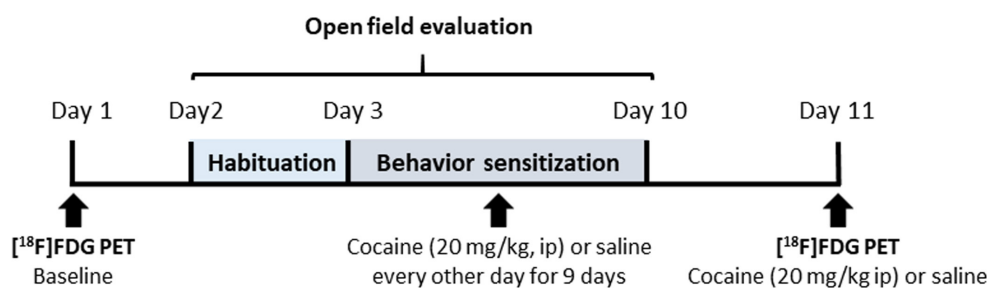 Open field evaluation
Day 1
Day2
Day 3
Day 10
Day 11
Habituation
Behavior sensitization
[¹⁸F]FDG PET
Baseline
Cocaine (20 mg/kg, ip) or saline
every other day for 9 days
[¹⁸F]FDG PET
Cocaine (20 mg/kg ip) or saline